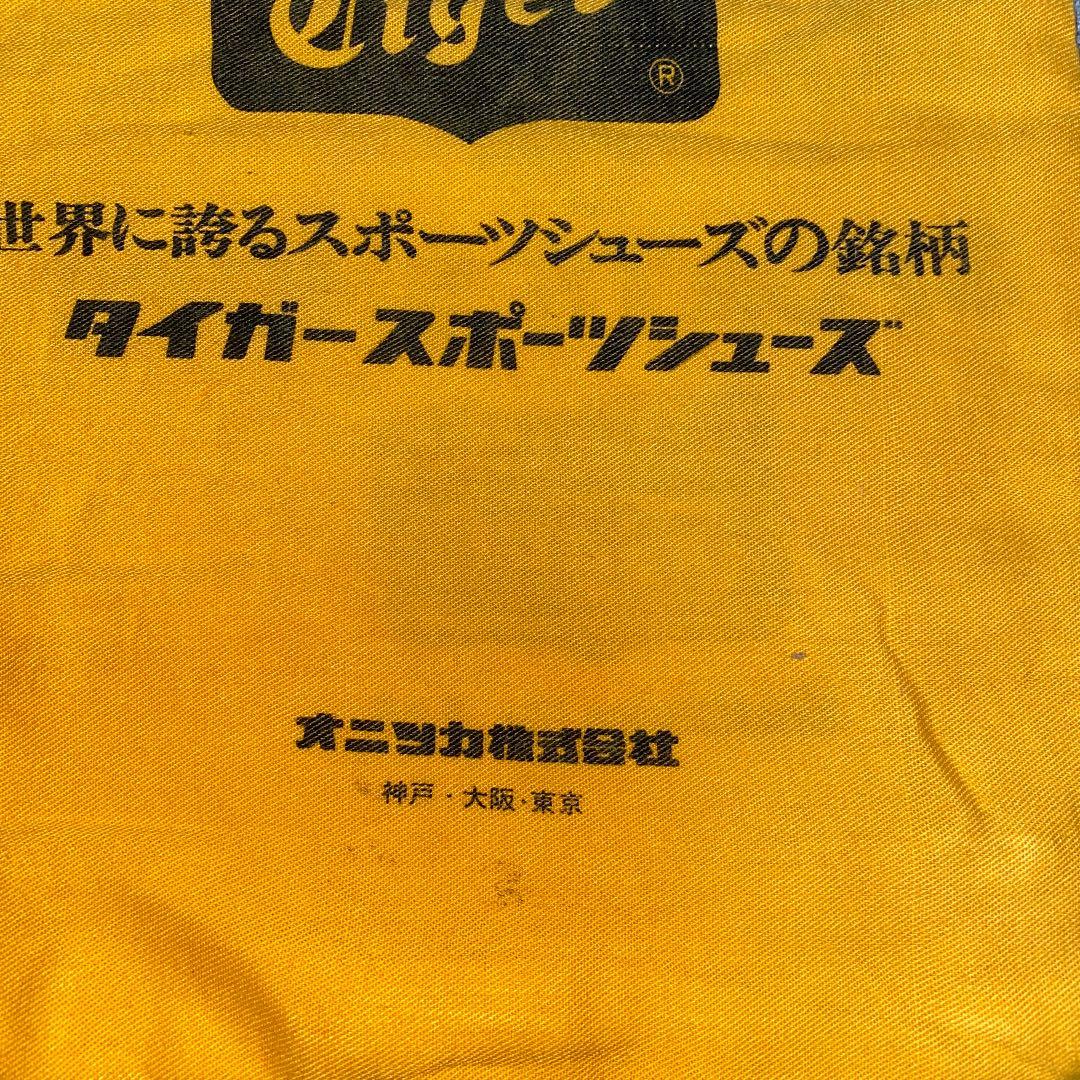 Tiger
®
世界に誇るスポーツシューズの銘柄
タイガースポーツシューズ
オニツカ株式会社
神戸・大阪・東京